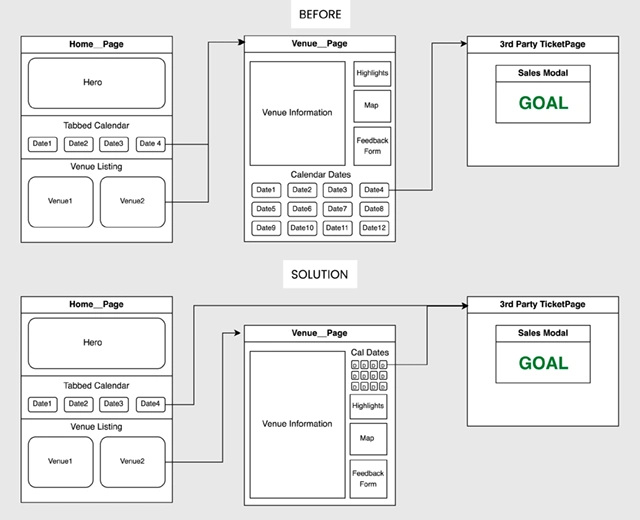 BEFORE
Home__Page
Hero
Tabbed Calendar
Date1 Date2 Date3 Date 4
Venue Listing
Venue1 Venue2
Venue__Page
Venue Information
Highlights
Map
Feedback
Form
Calendar Dates
Date1 Date2 Date3 Date4
Date5 Date6 Date7 Date8
Date9 Date10 Date11 Date12
3rd Party TicketPage
Sales Modal
GOAL
SOLUTION
Home__Page
Hero
Tabbed Calendar
Date1 Date2 Date3 Date4
Venue Listing
Venue1 Venue2
Venue__Page
Venue Information
Cal Dates
D D D D
D D D D
D D D D
Highlights
Map
Feedback
Form
3rd Party TicketPage
Sales Modal
GOAL